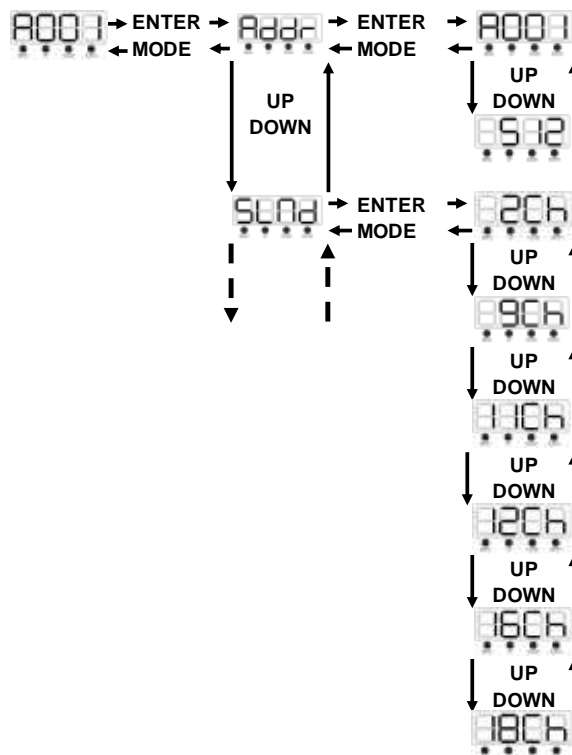 A001 ENTER Addr ENTER A001
MODE MODE
UP DOWN
UP DOWN
512
SLMd ENTER 2Ch
MODE
UP DOWN
9Ch
UP DOWN
11Ch
UP DOWN
12Ch
UP DOWN
16Ch
UP DOWN
18Ch